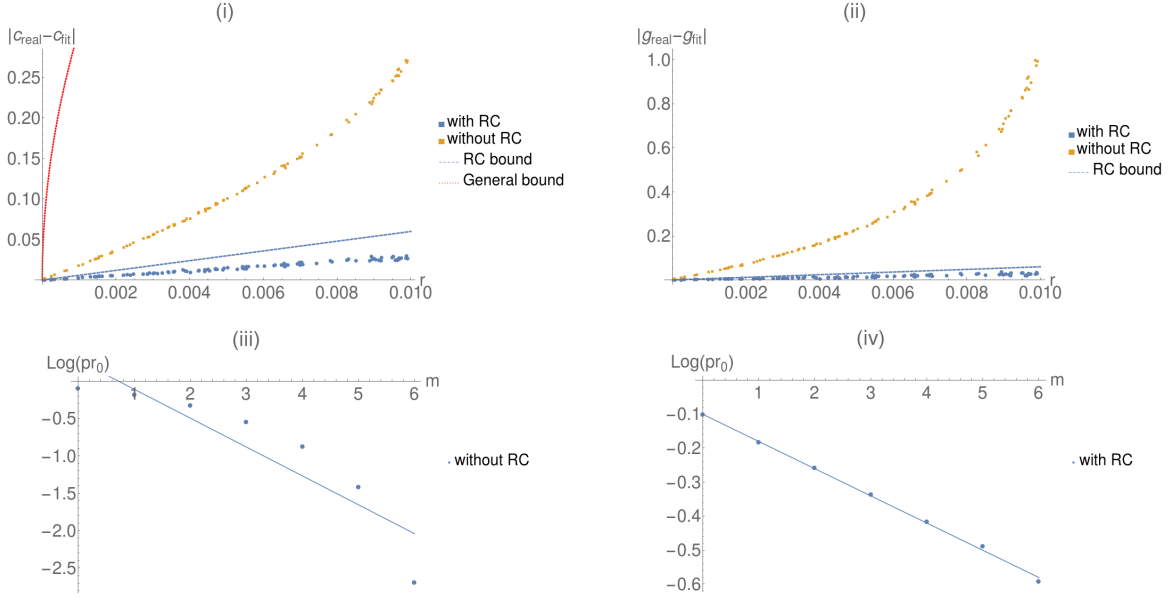 (i)
|c_real−c_fit|
0.25
0.20
0.15
0.10
0.05
0.002 0.004 0.006 0.008 0.010
r
with RC
without RC
RC bound
General bound
(ii)
|g_real−g_fit|
1.0
0.8
0.6
0.4
0.2
0.002 0.004 0.006 0.008 0.010
r
with RC
without RC
RC bound
(iii)
Log(pr₀)
1 2 3 4 5 6
m
−0.5
−1.0
−1.5
−2.0
−2.5
without RC
(iv)
Log(pr₀)
1 2 3 4 5 6
m
−0.1
−0.2
−0.3
−0.4
−0.5
−0.6
with RC